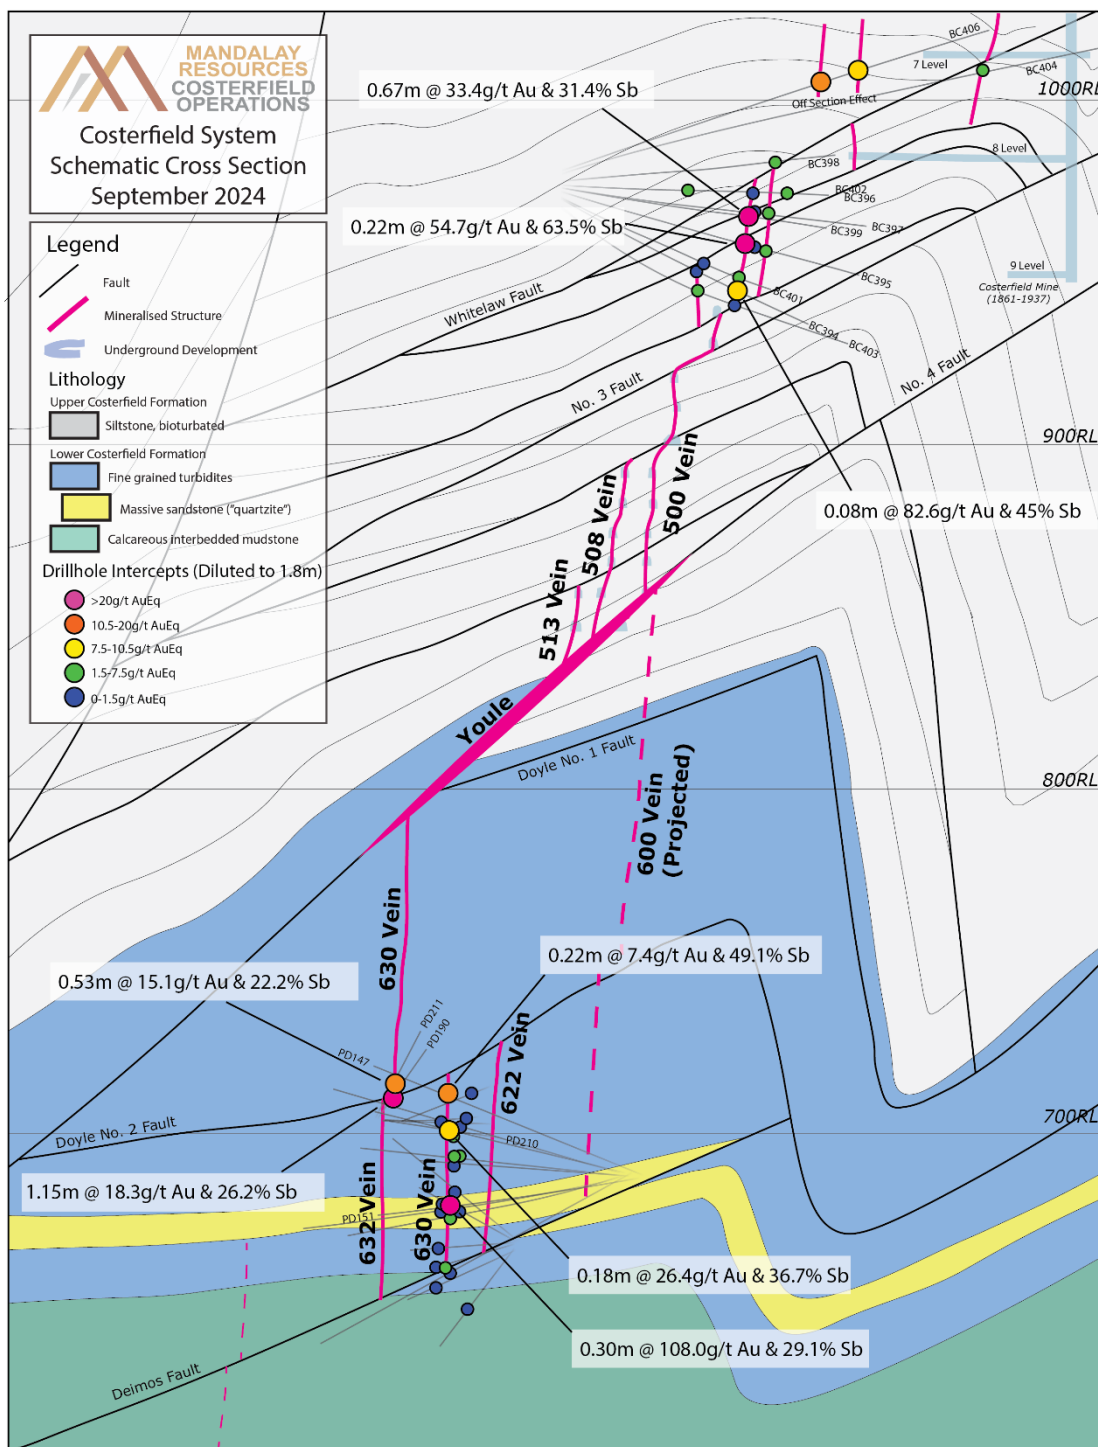 MANDALAY
RESOURCES
COSTERFIELD
OPERATIONS
Costerfield System
Schematic Cross Section
September 2024
Legend
Fault
Mineralised Structure
Underground Development
Lithology
Upper Costerfield Formation
Siltstone, bioturbated
Lower Costerfield Formation
Fine grained turbidites
Massive sandstone ("quartzite")
Calcareous interbedded mudstone
Drillhole Intercepts (Diluted to 1.8m)
>20g/t AuEq
10.5-20g/t AuEq
7.5-10.5g/t AuEq
1.5-7.5g/t AuEq
0-1.5g/t AuEq
BC406
7 Level
BC404
1000RL
0.67m @ 33.4g/t Au & 31.4% Sb
Off Section Effect
8 Level
BC398
BC402
BC396
0.22m @ 54.7g/t Au & 63.5% Sb
BC397
BC399
9 Level
BC395
Costerfield Mine
(1861-1937)
BC401
Whitelaw Fault
BC394
BC403
No. 3 Fault
No. 4 Fault
900RL
500 Vein
508 Vein
0.08m @ 82.6g/t Au & 45% Sb
513 Vein
Youle
Doyle No. 1 Fault
800RL
600 Vein
(Projected)
630 Vein
0.22m @ 7.4g/t Au & 49.1% Sb
0.53m @ 15.1g/t Au & 22.2% Sb
PD211
PD190
PD147
622 Vein
Doyle No. 2 Fault
700RL
PD210
1.15m @ 18.3g/t Au & 26.2% Sb
PD151
632 Vein
630 Vein
0.18m @ 26.4g/t Au & 36.7% Sb
0.30m @ 108.0g/t Au & 29.1% Sb
Deimos Fault